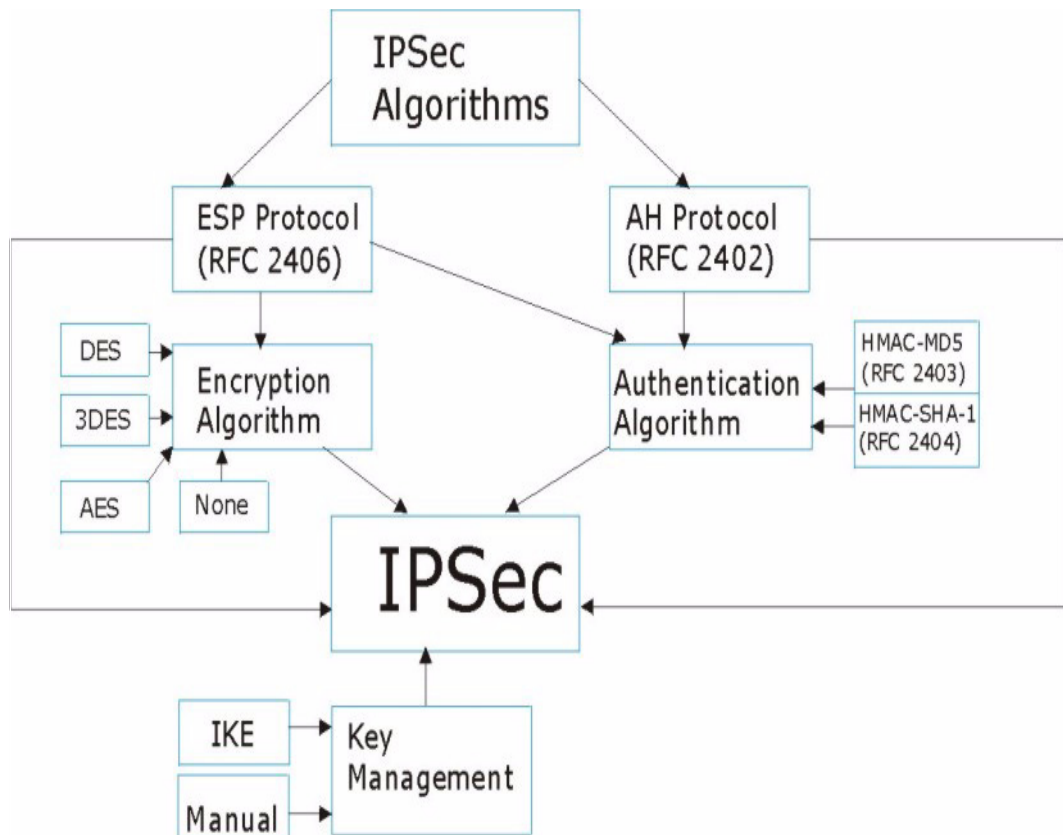 IPSec
Algorithms
ESP Protocol
(RFC 2406)
AH Protocol
(RFC 2402)
DES
3DES
AES
None
Encryption
Algorithm
Authentication
Algorithm
HMAC-MD5
(RFC 2403)
HMAC-SHA-1
(RFC 2404)
IPSec
IKE
Manual
Key
Management